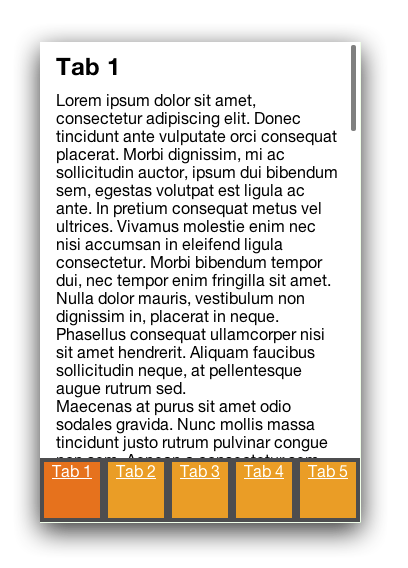 Tab 1
Lorem ipsum dolor sit amet,
consectetur adipiscing elit. Donec
tincidunt ante vulputate orci consequat
placerat. Morbi dignissim, mi ac
sollicitudin auctor, ipsum dui bibendum
sem, egestas volutpat est ligula ac
ante. In pretium consequat metus vel
ultrices. Vivamus molestie enim nec
nisi accumsan in eleifend ligula
consectetur. Morbi bibendum tempor
dui, nec tempor enim fringilla sit amet.
Nulla dolor mauris, vestibulum non
dignissim in, placerat in neque.
Phasellus consequat ullamcorper nisi
sit amet hendrerit. Aliquam faucibus
sollicitudin neque, at pellentesque
augue rutrum sed.
Maecenas at purus sit amet odio
sodales gravida. Nunc mollis massa
tincidunt justo rutrum pulvinar congue
Tab 1 Tab 2 Tab 3 Tab 4 Tab 5